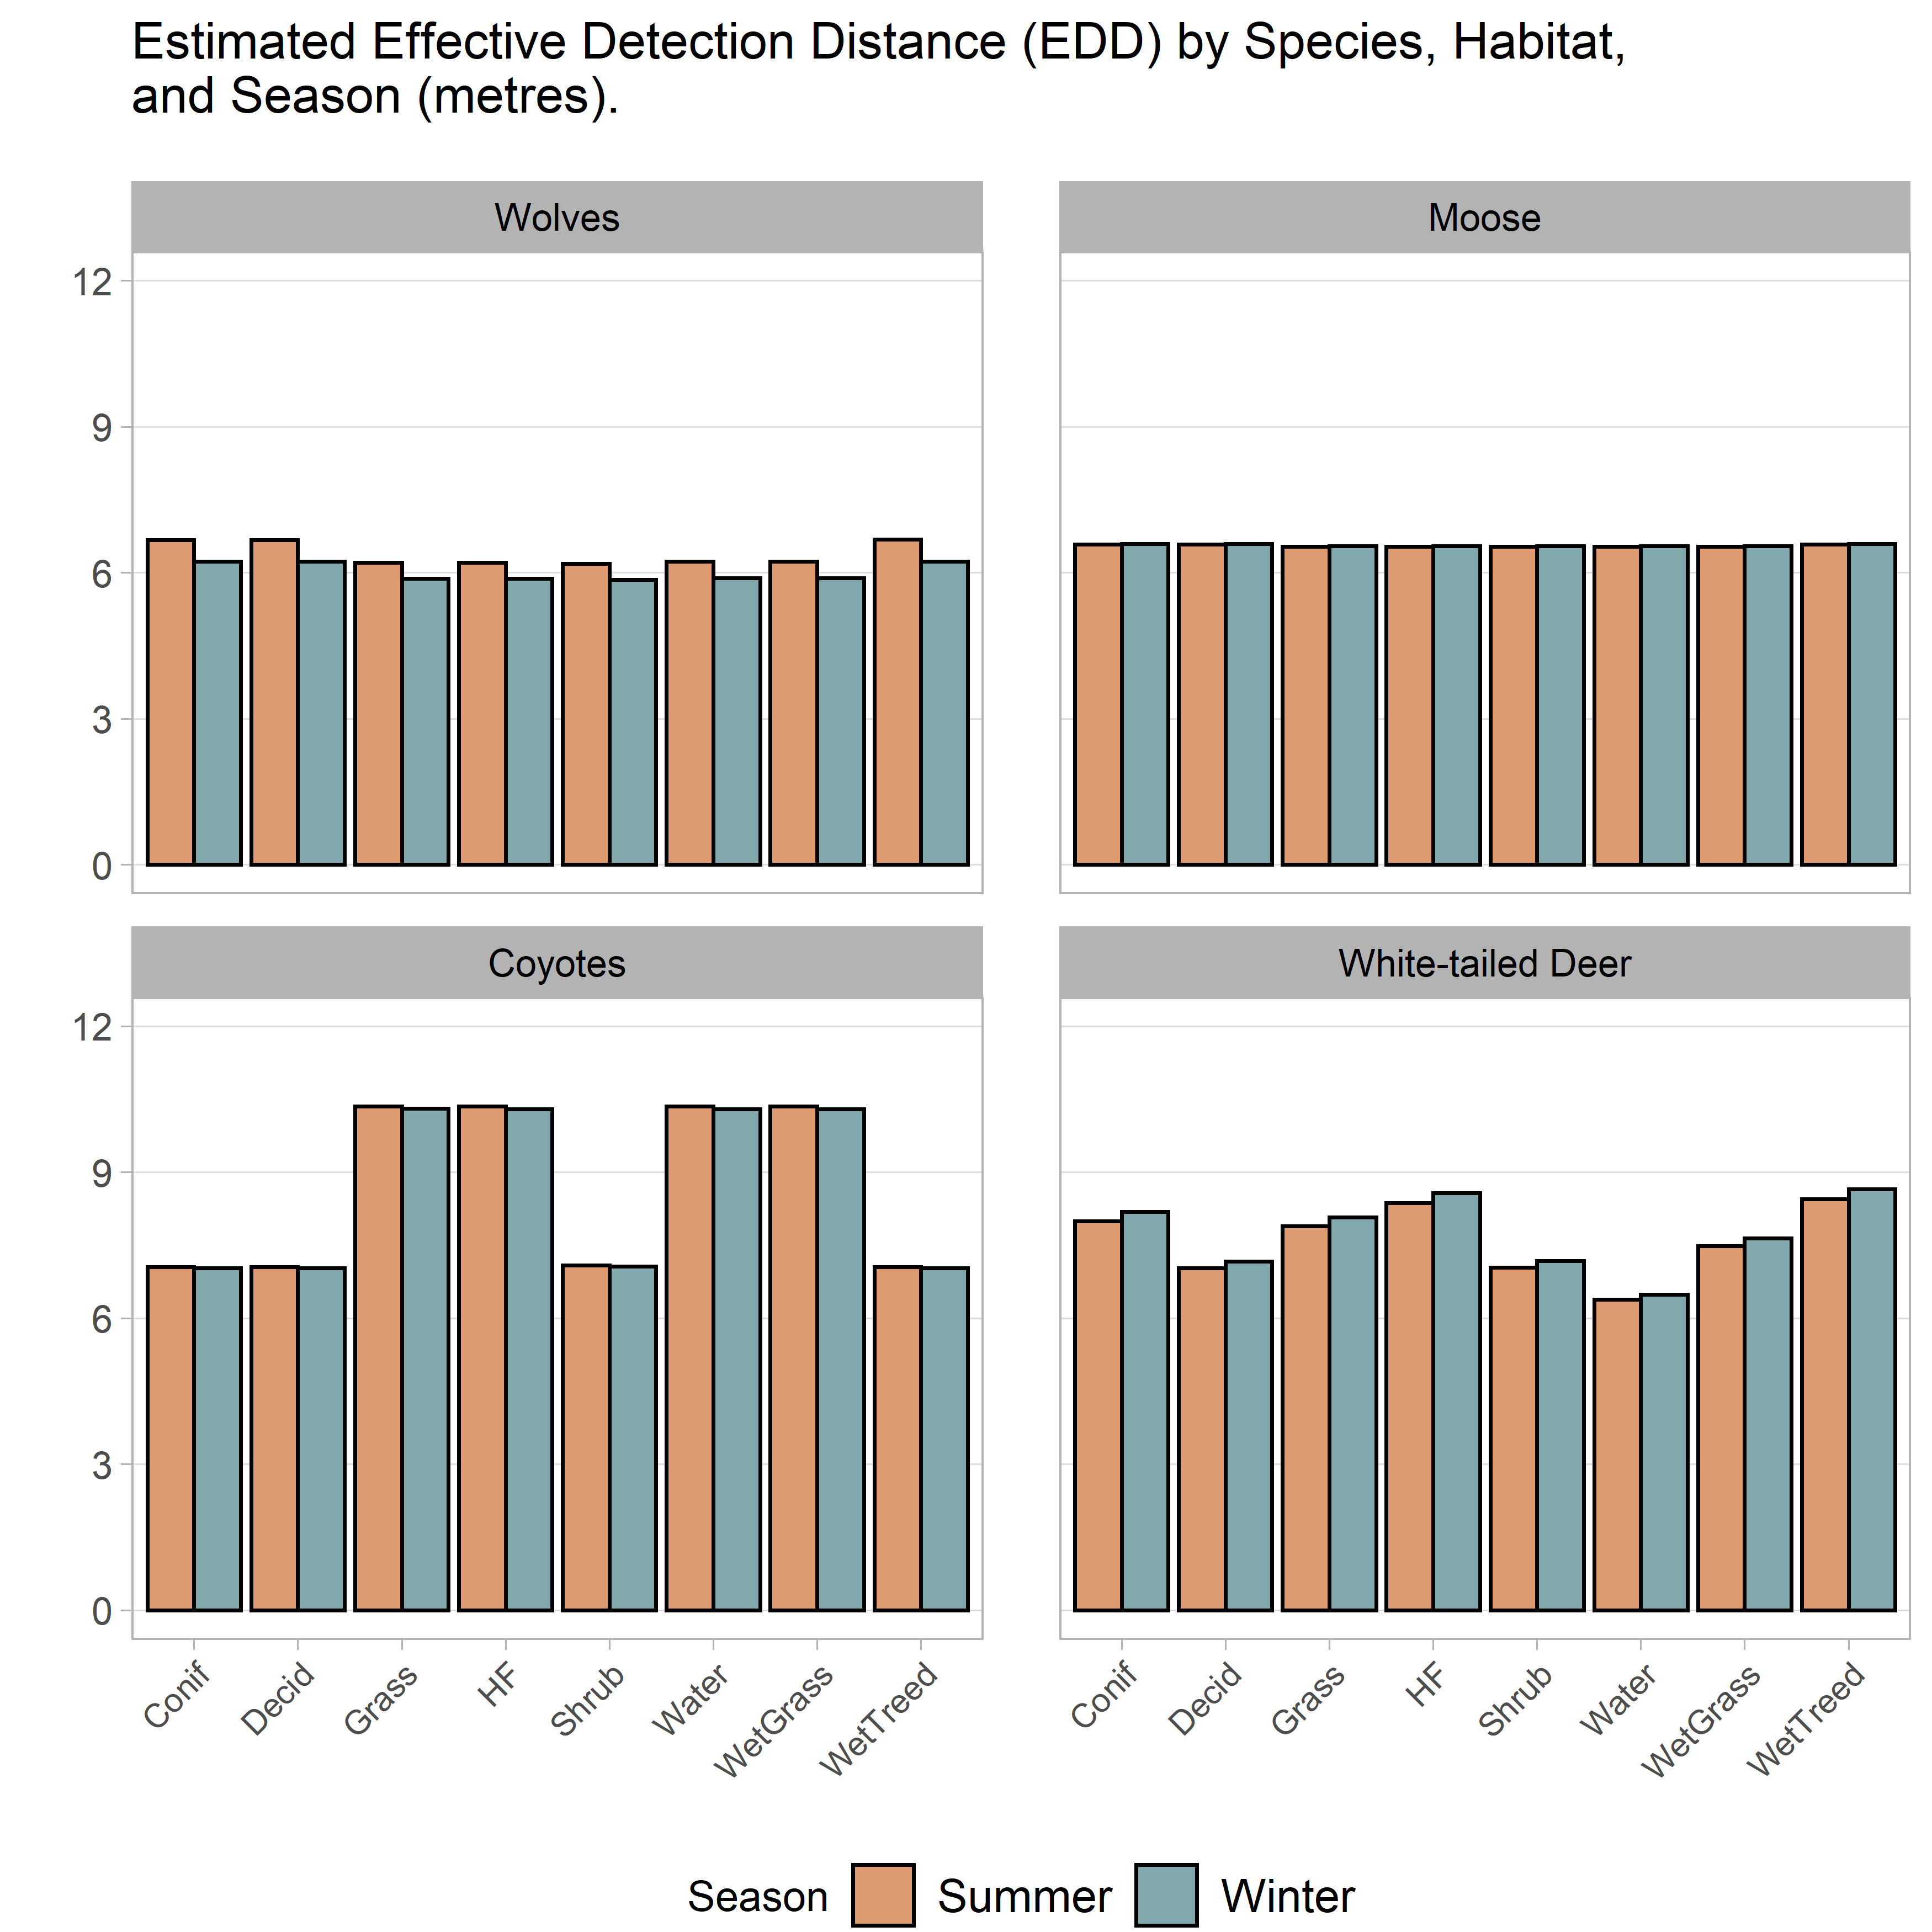 Estimated Effective Detection Distance (EDD) by Species, Habitat,
and Season (metres).
Wolves
Moose
12
9
6
3
0
Coyotes
White-tailed Deer
12
9
6
3
0
Conif
Decid
Grass
HF
Shrub
Water
WetGrass
WetTreed
Conif
Decid
Grass
HF
Shrub
Water
WetGrass
WetTreed
Season Summer Winter